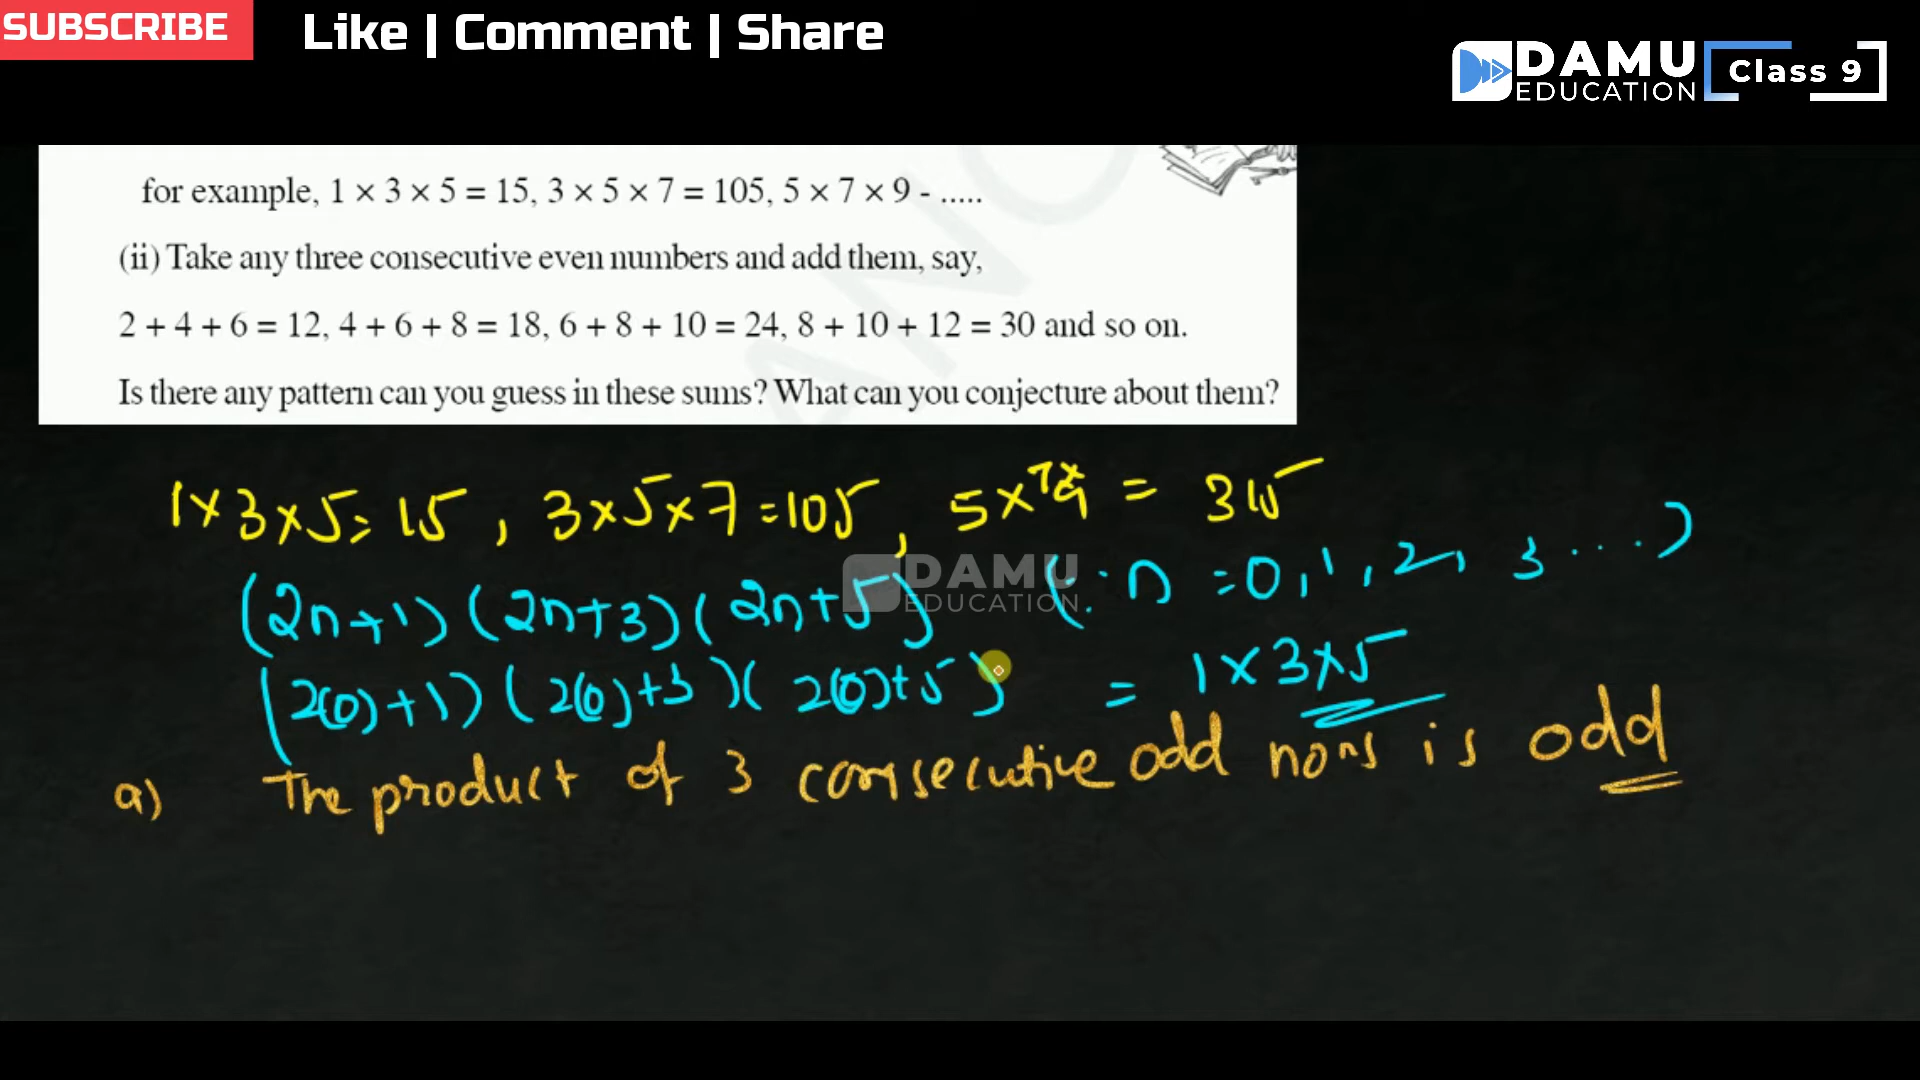 SUBSCRIBE
Like | Comment | Share
DAMU EDUCATION
Class 9
for example, 1 × 3 × 5 = 15, 3 × 5 × 7 = 105, 5 × 7 × 9 - .....
(ii) Take any three consecutive even numbers and add them, say,
2 + 4 + 6 = 12, 4 + 6 + 8 = 18, 6 + 8 + 10 = 24, 8 + 10 + 12 = 30 and so on.
Is there any pattern can you guess in these sums? What can you conjecture about them?
1×3×5=15, 3×5×7=105, 5×7×9 = 315
(2n+1)(2n+3)(2n+5) (∵ n =0,1,2,3....)
DAMU EDUCATION
(2(0)+1)(2(0)+3)(2(0)+5) = 1×3×5
a) The product of 3 consecutive odd nons is odd